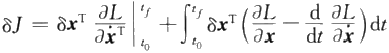 δJ = δx^T ∂L/∂ẋ^T |_{t_0}^{t_f} + ∫_{t_0}^{t_f} δx^T (∂L/∂x − d/dt ∂L/∂ẋ) dt